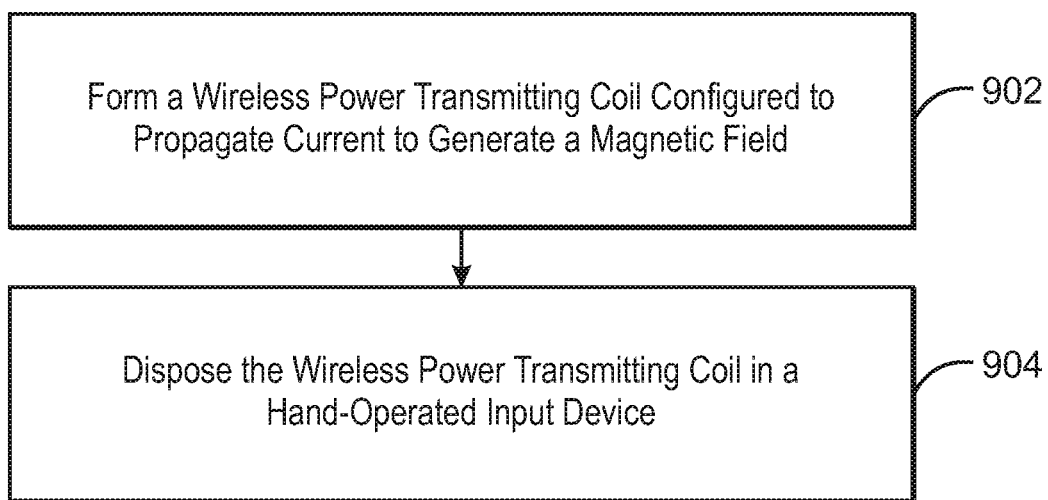 Form a Wireless Power Transmitting Coil Configured to
Propagate Current to Generate a Magnetic Field
902
Dispose the Wireless Power Transmitting Coil in a
Hand-Operated Input Device
904